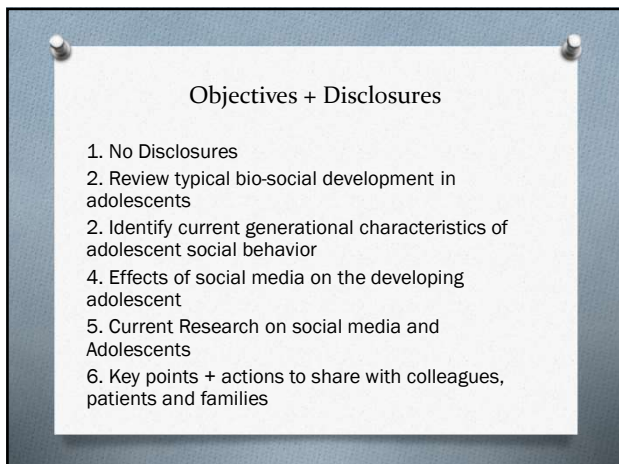 Objectives + Disclosures
1. No Disclosures
2. Review typical bio-social development in
adolescents
2. Identify current generational characteristics of
adolescent social behavior
4. Effects of social media on the developing
adolescent
5. Current Research on social media and
Adolescents
6. Key points + actions to share with colleagues,
patients and families